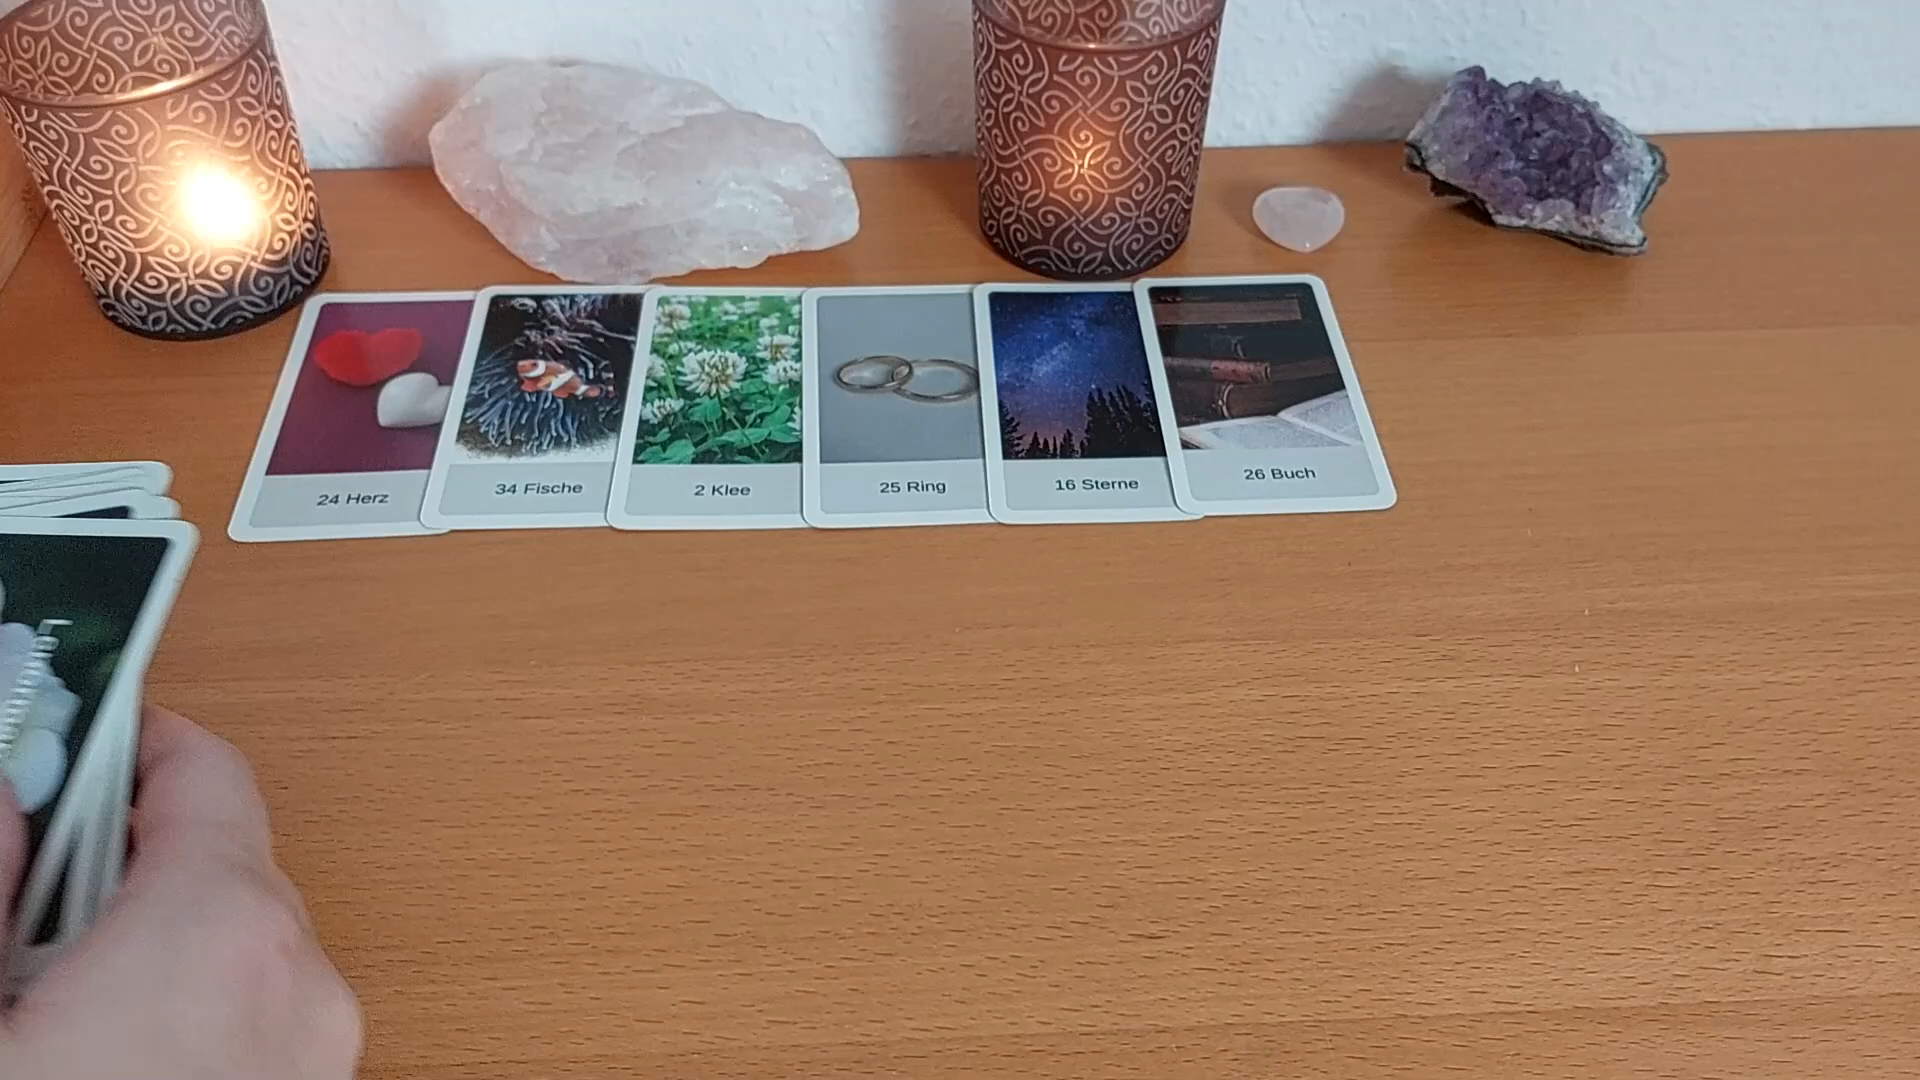 24 Herz
34 Fische
2 Klee
25 Ring
16 Sterne
26 Buch